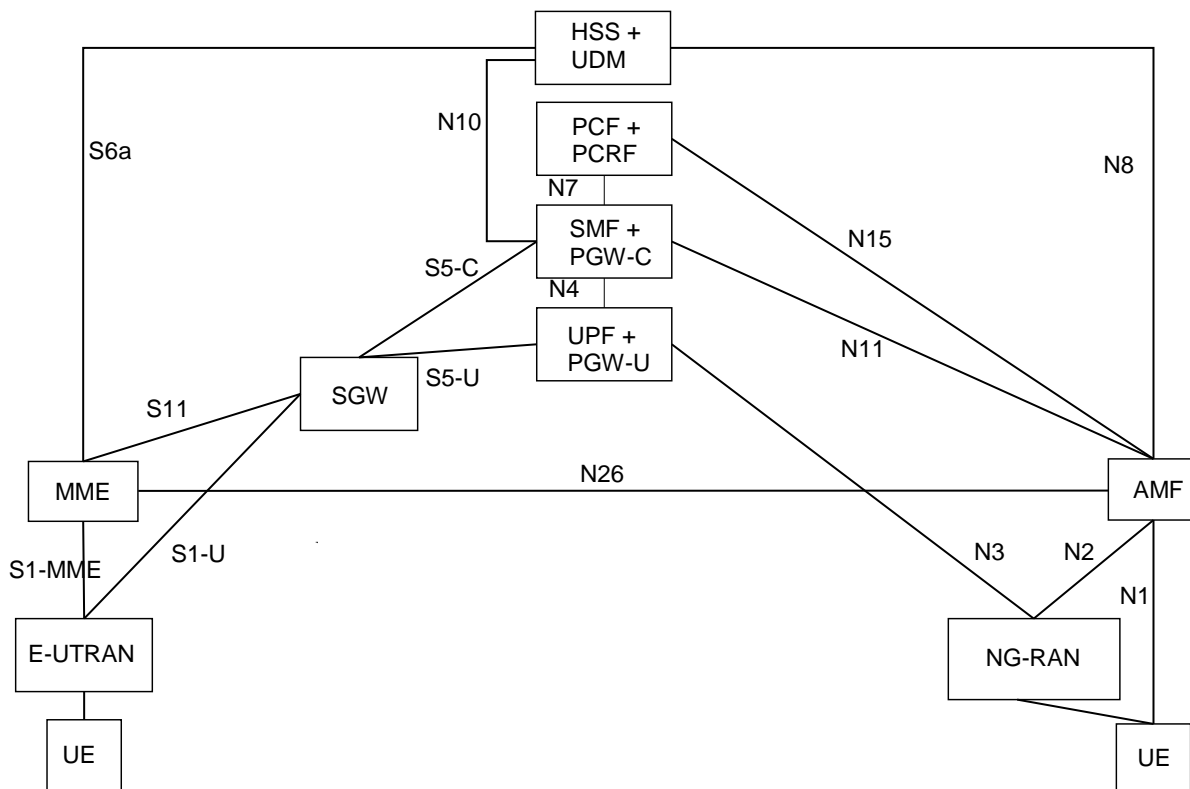 HSS +
UDM
N10
PCF +
PCRF
S6a
N8
N7
SMF +
PGW-C
N15
S5-C
N4
UPF +
PGW-U
N11
S5-U
SGW
S11
N26
MME
AMF
S1-U
N3
N2
S1-MME
N1
E-UTRAN
NG-RAN
UE
UE